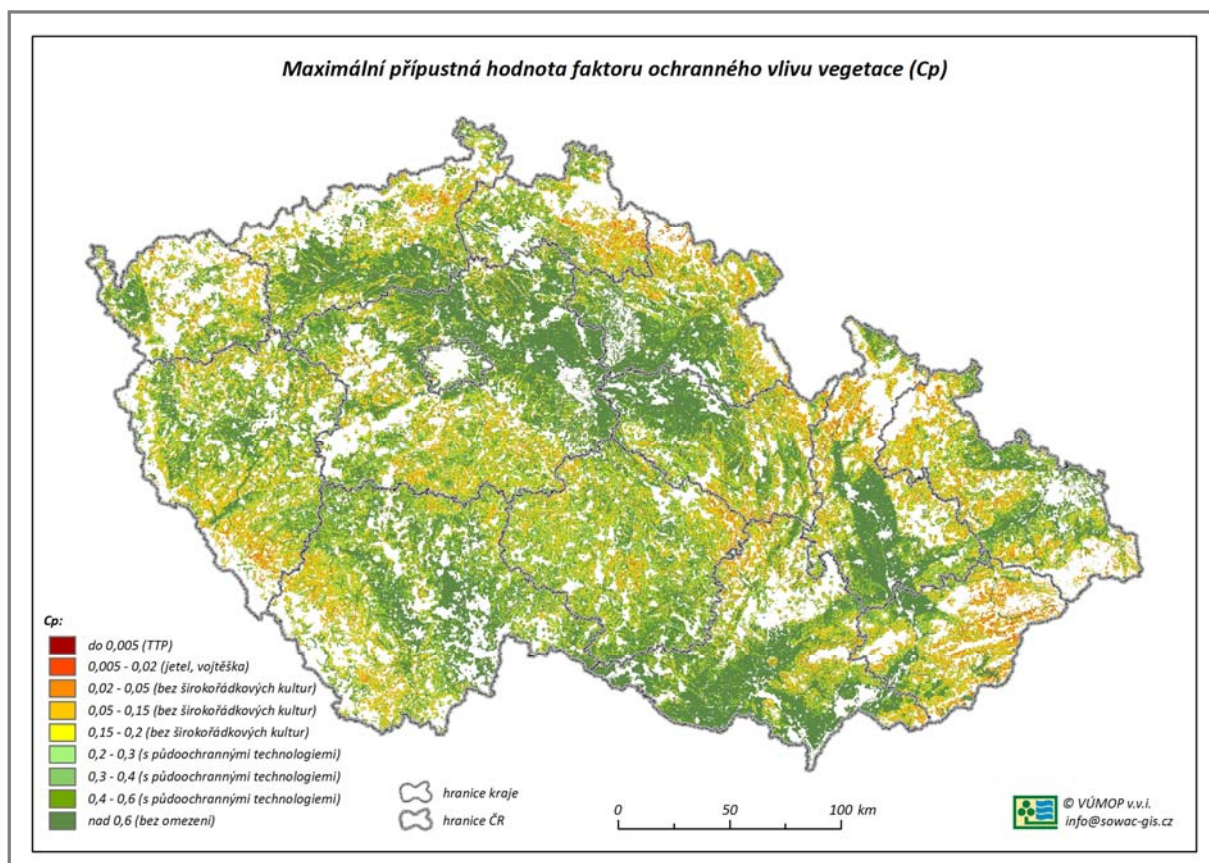 Maximální přípustná hodnota faktoru ochranného vlivu vegetace (Cp)
Cp:
do 0,005 (TTP)
0,005 - 0,02 (jetel, vojtěška)
0,02 - 0,05 (bez širokořádkových kultur)
0,05 - 0,15 (bez širokořádkových kultur)
0,15 - 0,2 (bez širokořádkových kultur)
0,2 - 0,3 (s půdoochrannými technologiemi)
0,3 - 0,4 (s půdoochrannými technologiemi)
0,4 - 0,6 (s půdoochrannými technologiemi)
nad 0,6 (bez omezení)
hranice kraje
hranice ČR
0 50 100 km
© VÚMOP v.v.i.
info@sowac-gis.cz